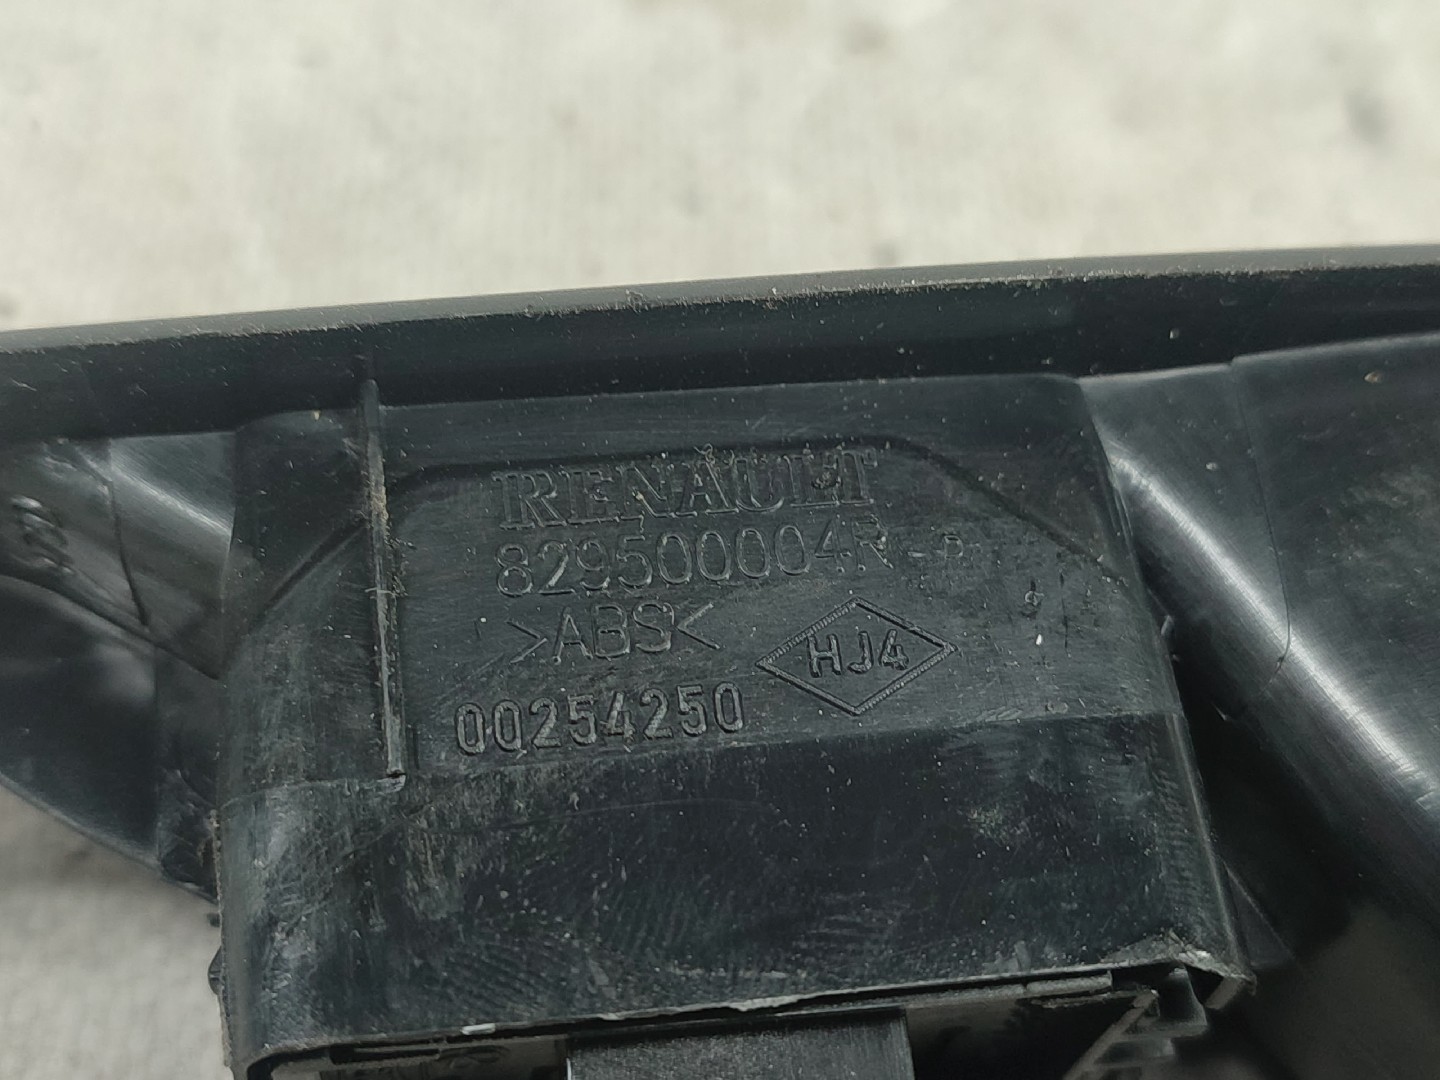 RENAULT
829500004R-D
>ABS<
HJ4
00254250